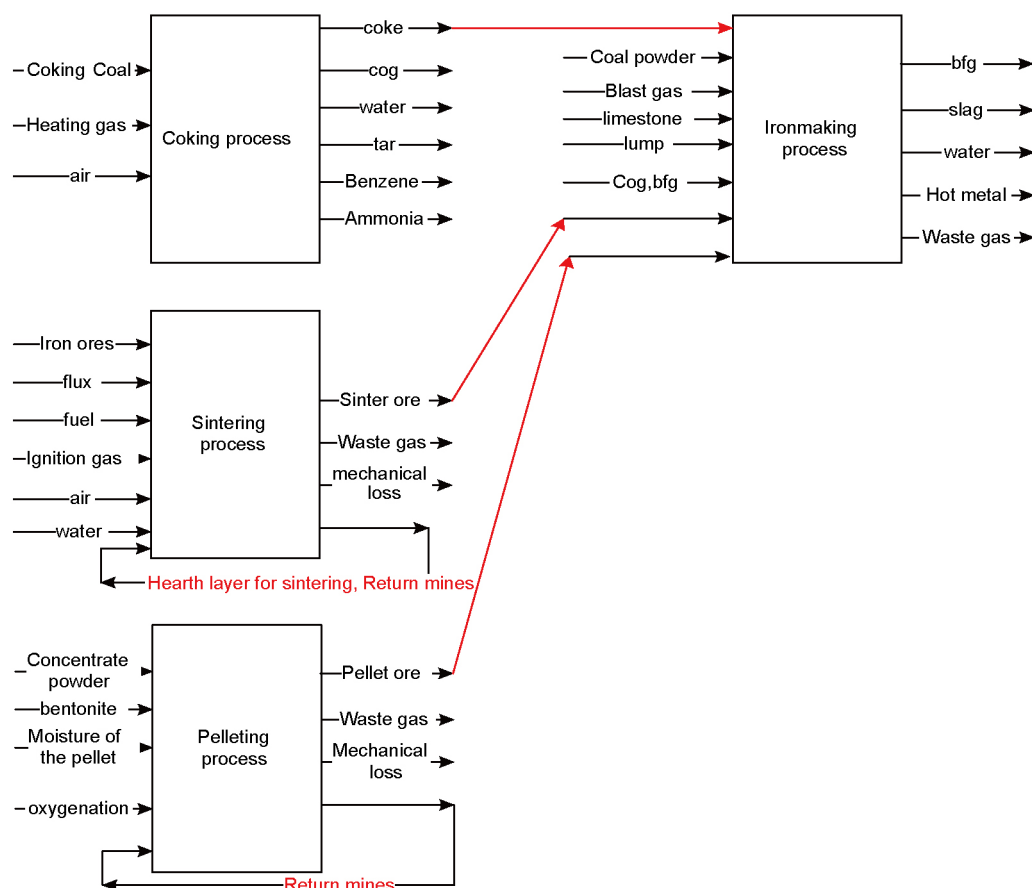 coke
Coking Coal
cog
water
Heating gas
Coking process
tar
air
Benzene
Ammonia
Coal powder
Blast gas
limestone
lump
Cog,bfg
Ironmaking
process
bfg
slag
water
Hot metal
Waste gas
Iron ores
flux
fuel
Ignition gas
air
water
Sintering
process
Sinter ore
Waste gas
mechanical
loss
Hearth layer for sintering, Return mines
Concentrate
powder
bentonite
Moisture of
the pellet
oxygenation
Pelleting
process
Pellet ore
Waste gas
Mechanical
loss
Return mines